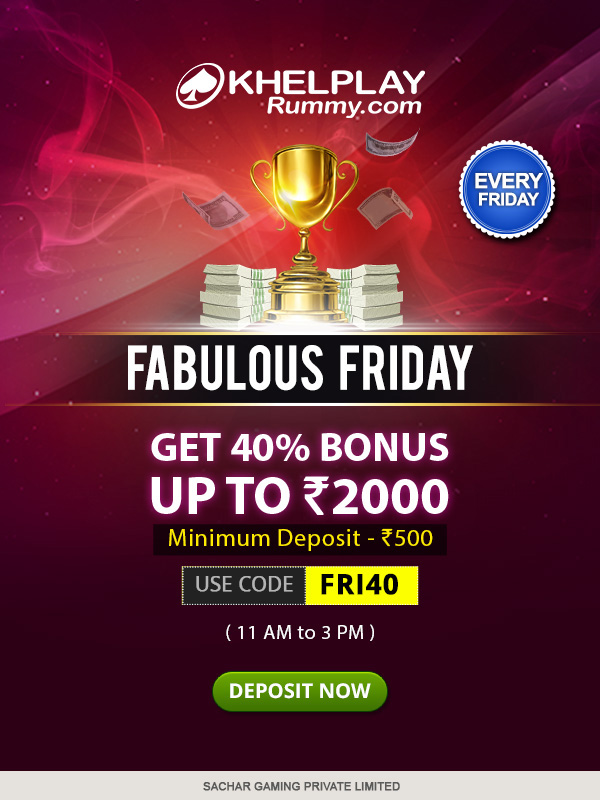 KHELPLAY
Rummy.com
EVERY
FRIDAY
FABULOUS FRIDAY
GET 40% BONUS
UP TO ₹2000
Minimum Deposit - ₹500
USE CODE FRI40
( 11 AM to 3 PM )
DEPOSIT NOW
SACHAR GAMING PRIVATE LIMITED